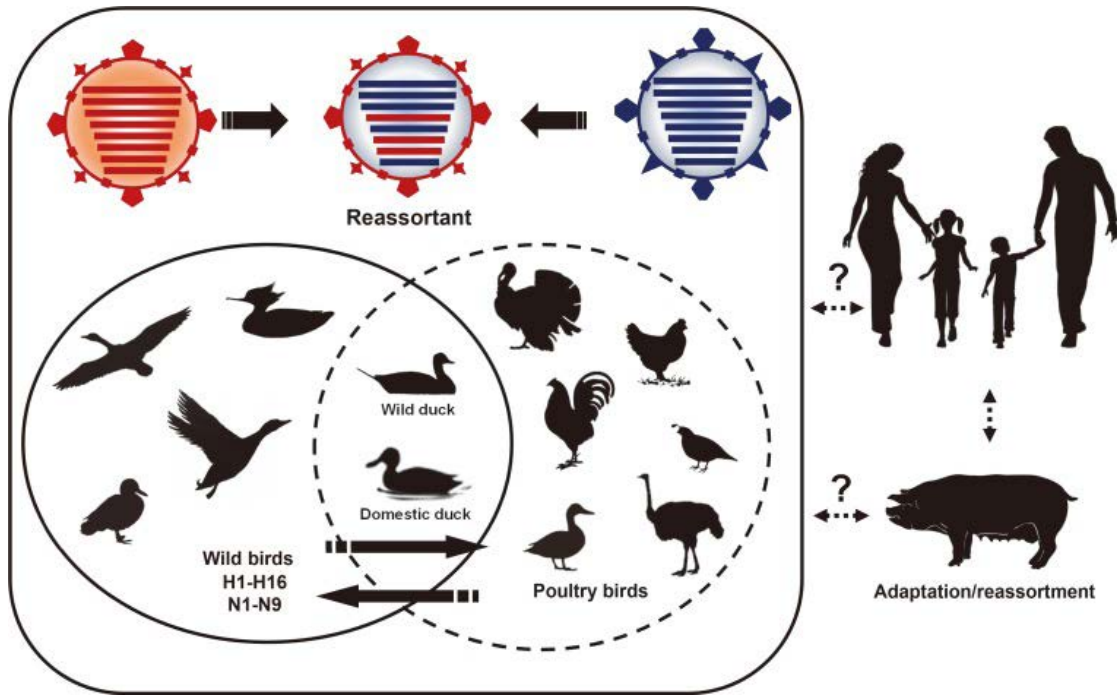 Reassortant
?
Wild duck
Domestic duck
?
Wild birds
H1-H16
N1-N9
Poultry birds
Adaptation/reassortment